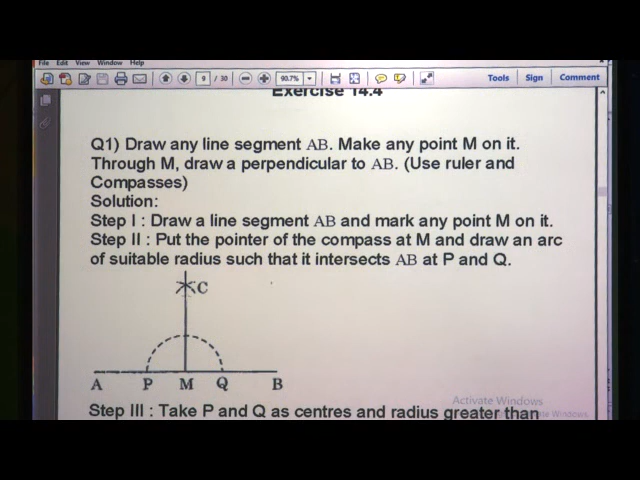 File Edit View Window Help
9 / 30
90.7%
Tools Sign Comment
Exercise 14.4
Q1) Draw any line segment AB. Make any point M on it.
Through M, draw a perpendicular to AB. (Use ruler and
Compasses)
Solution:
Step I : Draw a line segment AB and mark any point M on it.
Step II : Put the pointer of the compass at M and draw an arc
of suitable radius such that it intersects AB at P and Q.
C
A P M Q B
Activate Windows
Step III : Take P and Q as centres and radius greater than